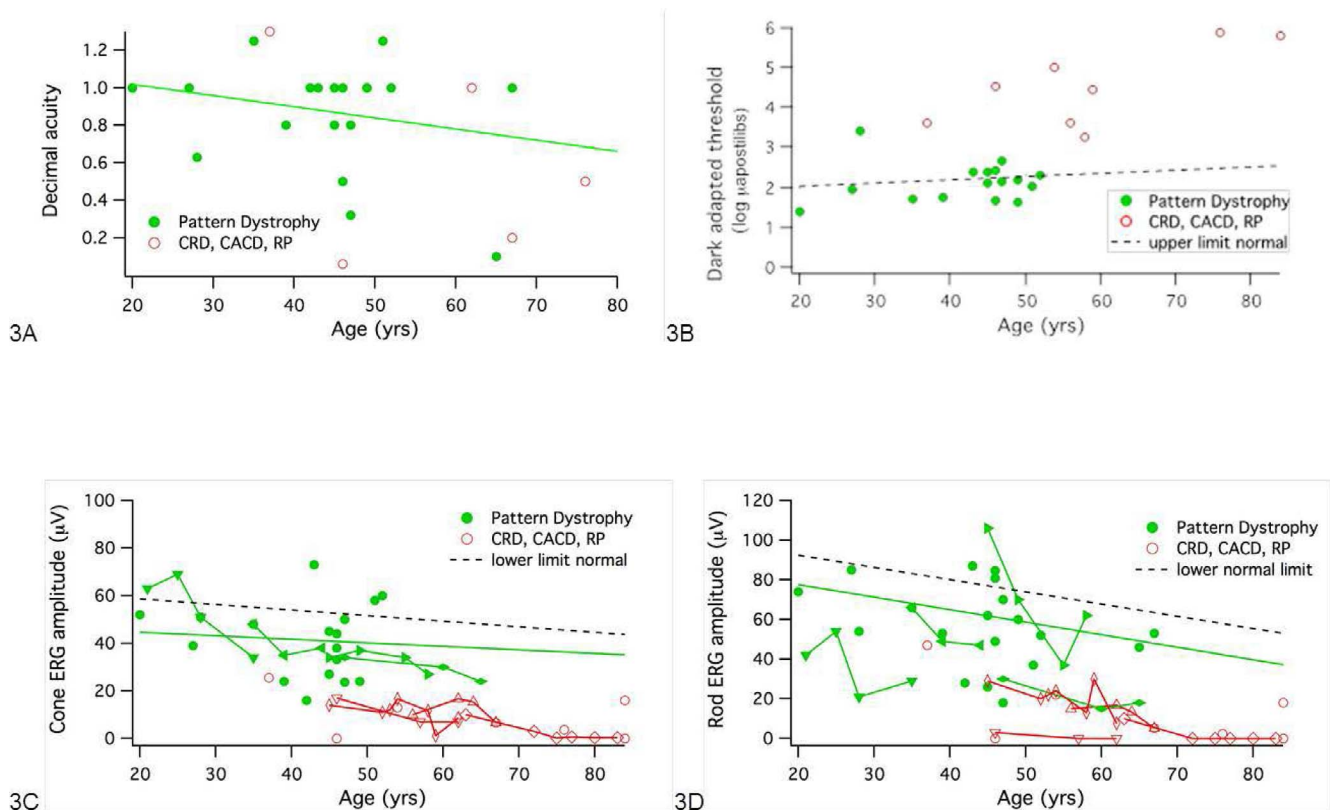 Decimal acuity
1.2
1.0
0.8
0.6
0.4
0.2
Pattern Dystrophy
CRD, CACD, RP
20 30 40 50 60 70 80
Age (yrs)
3A
Dark adapted threshold
(log μapostilibs)
6
5
4
3
2
1
0
Pattern Dystrophy
CRD, CACD, RP
upper limit normal
20 30 40 50 60 70 80
Age (yrs)
3B
Cone ERG amplitude (μV)
100
80
60
40
20
0
Pattern Dystrophy
CRD, CACD, RP
lower limit normal
20 30 40 50 60 70 80
Age (yrs)
3C
Rod ERG amplitude (μV)
120
100
80
60
40
20
0
Pattern Dystrophy
CRD, CACD, RP
lower normal limit
20 30 40 50 60 70 80
Age (yrs)
3D